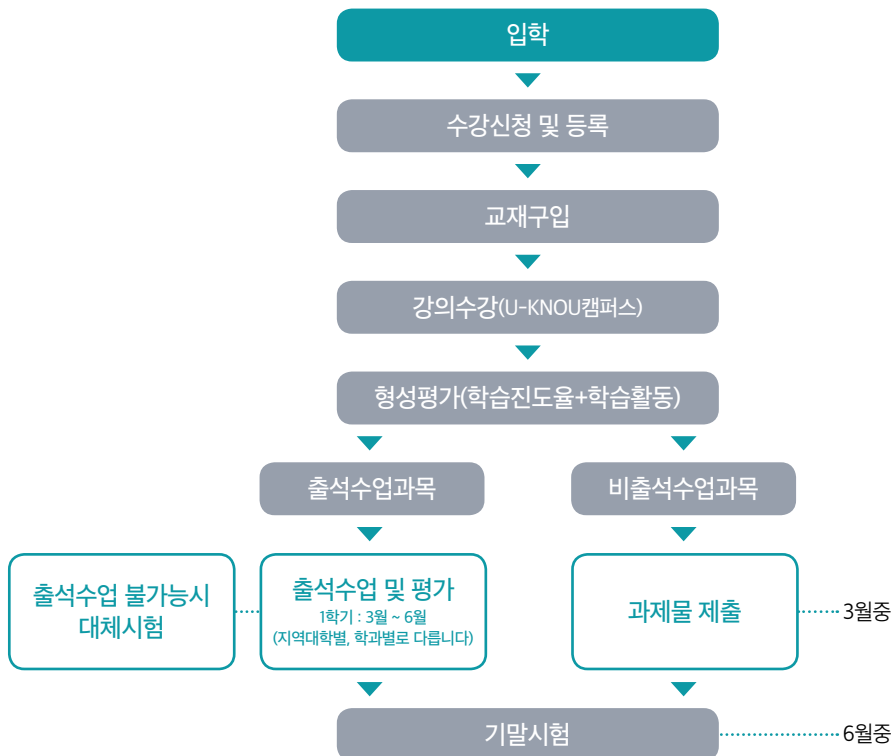 입학
수강신청 및 등록
교재구입
강의수강(U-KNOU캠퍼스)
형성평가(학습진도율+학습활동)
출석수업과목
비출석수업과목
출석수업 불가능시
대체시험
출석수업 및 평가
1학기 : 3월 ~ 6월
(지역대학별, 학과별로 다릅니다)
과제물 제출
3월중
기말시험
6월중